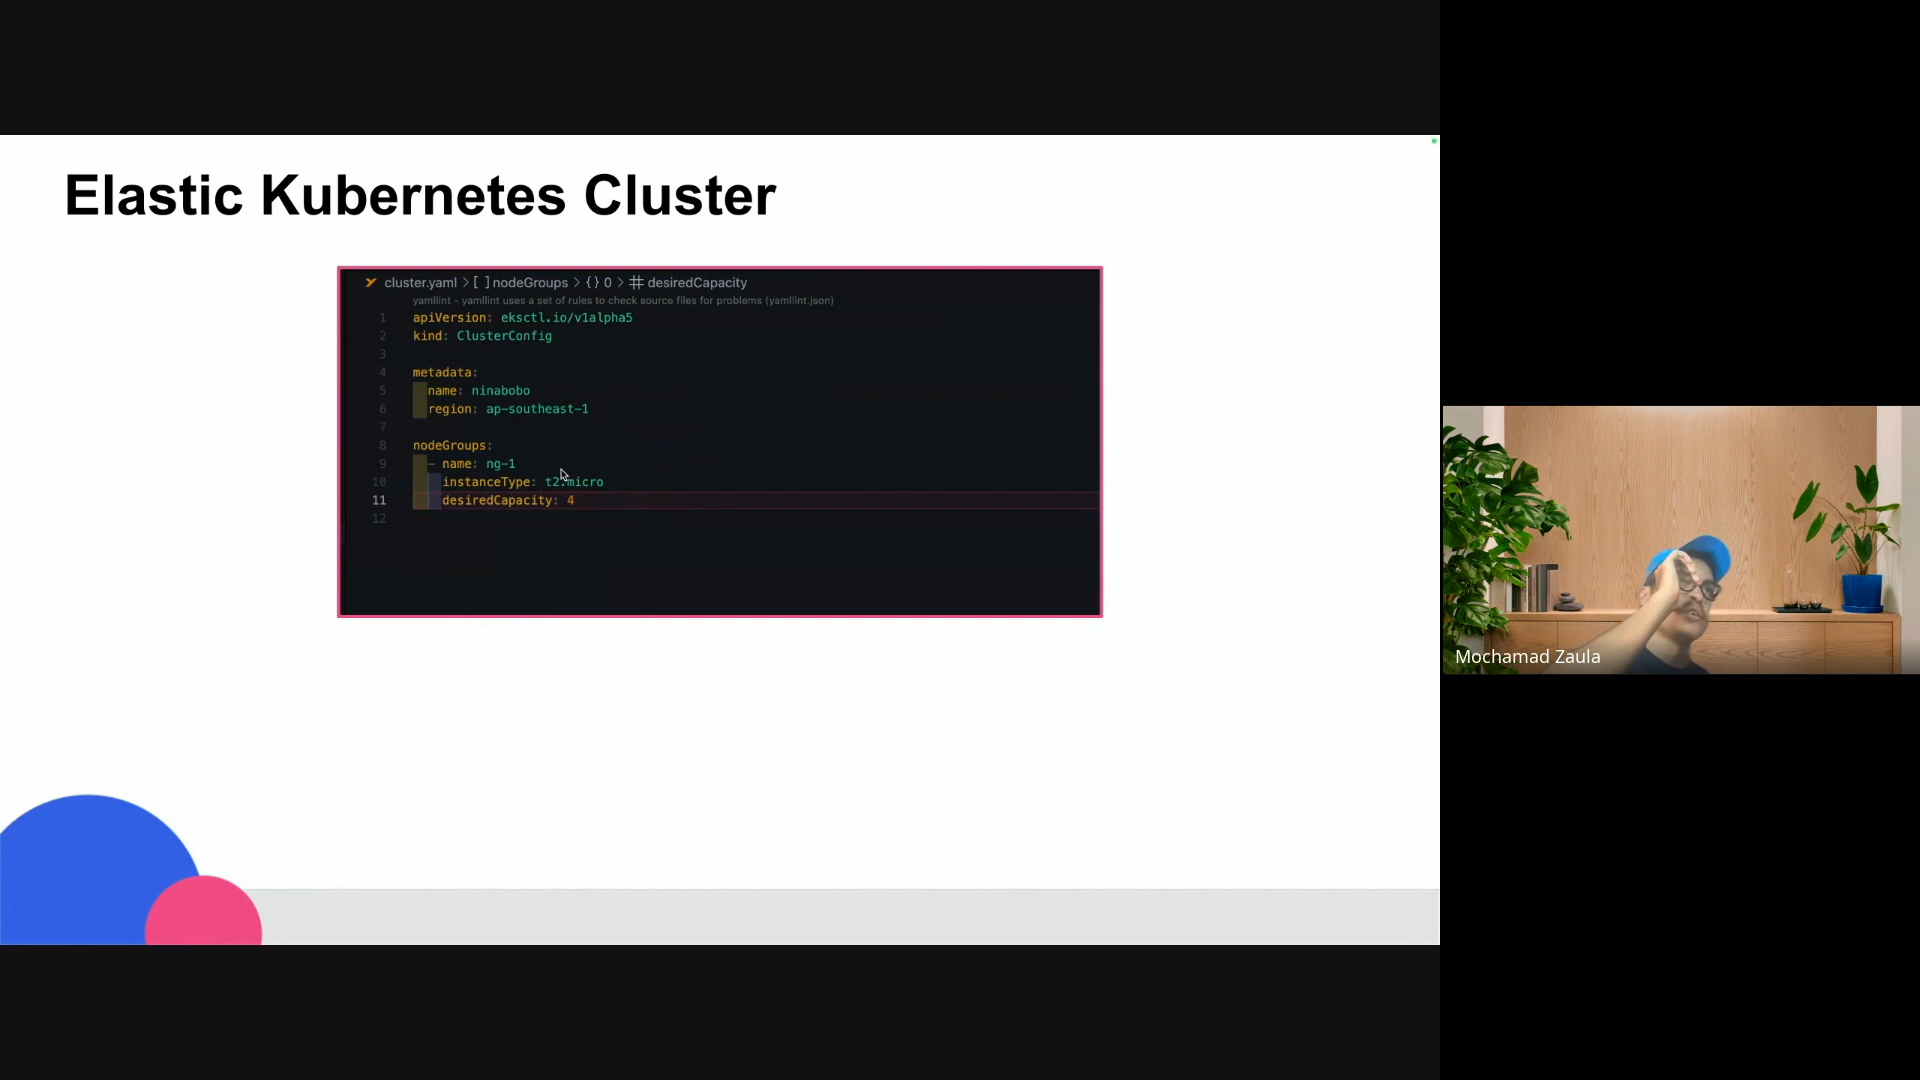 Elastic Kubernetes Cluster
cluster.yaml > [ ] nodeGroups > {} 0 > # desiredCapacity
yamllint - yamllint uses a set of rules to check source files for problems (yamllint.json)
1 apiVersion: eksctl.io/v1alpha5
2 kind: ClusterConfig
3
4 metadata:
5 name: ninabobo
6 region: ap-southeast-1
7
8 nodeGroups:
9 - name: ng-1
10 instanceType: t2.micro
11 desiredCapacity: 4
12
Mochamad Zaula